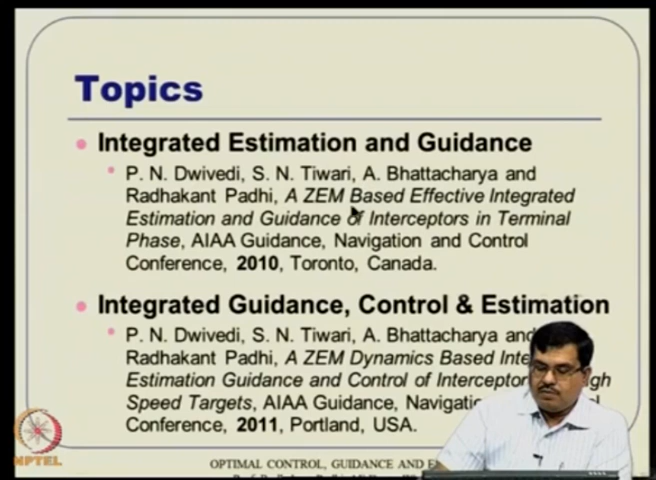 Topics
Integrated Estimation and Guidance
P. N. Dwivedi, S. N. Tiwari, A. Bhattacharya and
Radhakant Padhi, A ZEM Based Effective Integrated
Estimation and Guidance of Interceptors in Terminal
Phase, AIAA Guidance, Navigation and Control
Conference, 2010, Toronto, Canada.
Integrated Guidance, Control & Estimation
P. N. Dwivedi, S. N. Tiwari, A. Bhattacharya and
Radhakant Padhi, A ZEM Dynamics Based
Estimation Guidance and Control of
Speed Targets, AIAA Guidance,
Conference, 2011, Portland, USA.
NPTEL
OPTIMAL CONTROL, GUIDANCE AND